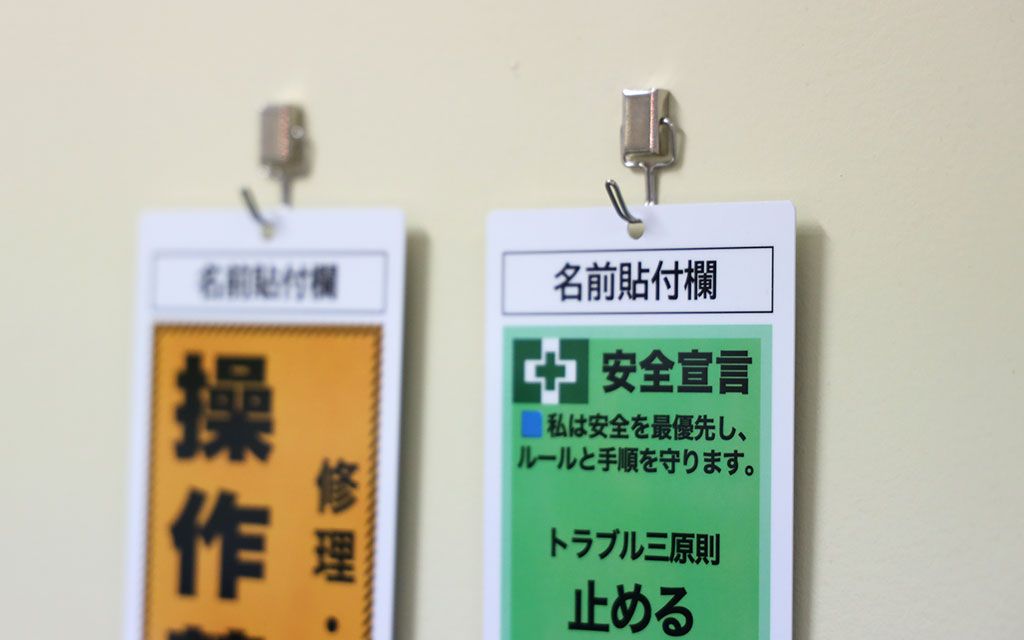 名前貼付欄
操作
修理・
名前貼付欄
安全宣言
私は安全を最優先し、
ルールと手順を守ります。
トラブル三原則
止める